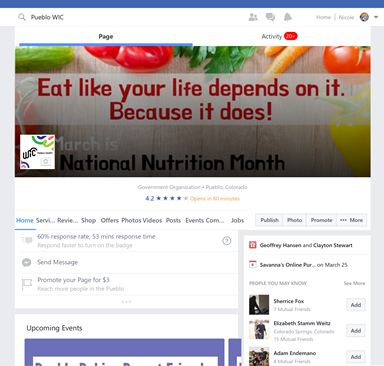 Pueblo WIC
Home
Nicole
Page
Activity 20+
Eat like your life depends on it.
Because it does!
March is
National Nutrition Month
wic
Government Organization • Pueblo, Colorado
4.2 ★★★★★ Opens in 40 minutes
Home Servi... Revie... Shop Offers Photos Videos Posts Events Com... Jobs
Publish Photo Promote ••• More
60% response rate, 53 mins response time
Respond faster to turn on the badge
Send Message
Promote your Page for $3
Reach more people in the Pueblo
Upcoming Events
Geoffrey Hansen and Clayton Stewart
Savanna's Online Pur... on March 25
PEOPLE YOU MAY KNOW
See More
Sherrice Fox
7 Mutual Friends
Add
Elizabeth Stamm Weitz
Colorado Springs, Colorado
15 Mutual Friends
Add
Adam Endemano
8 Mutual Friends
Add